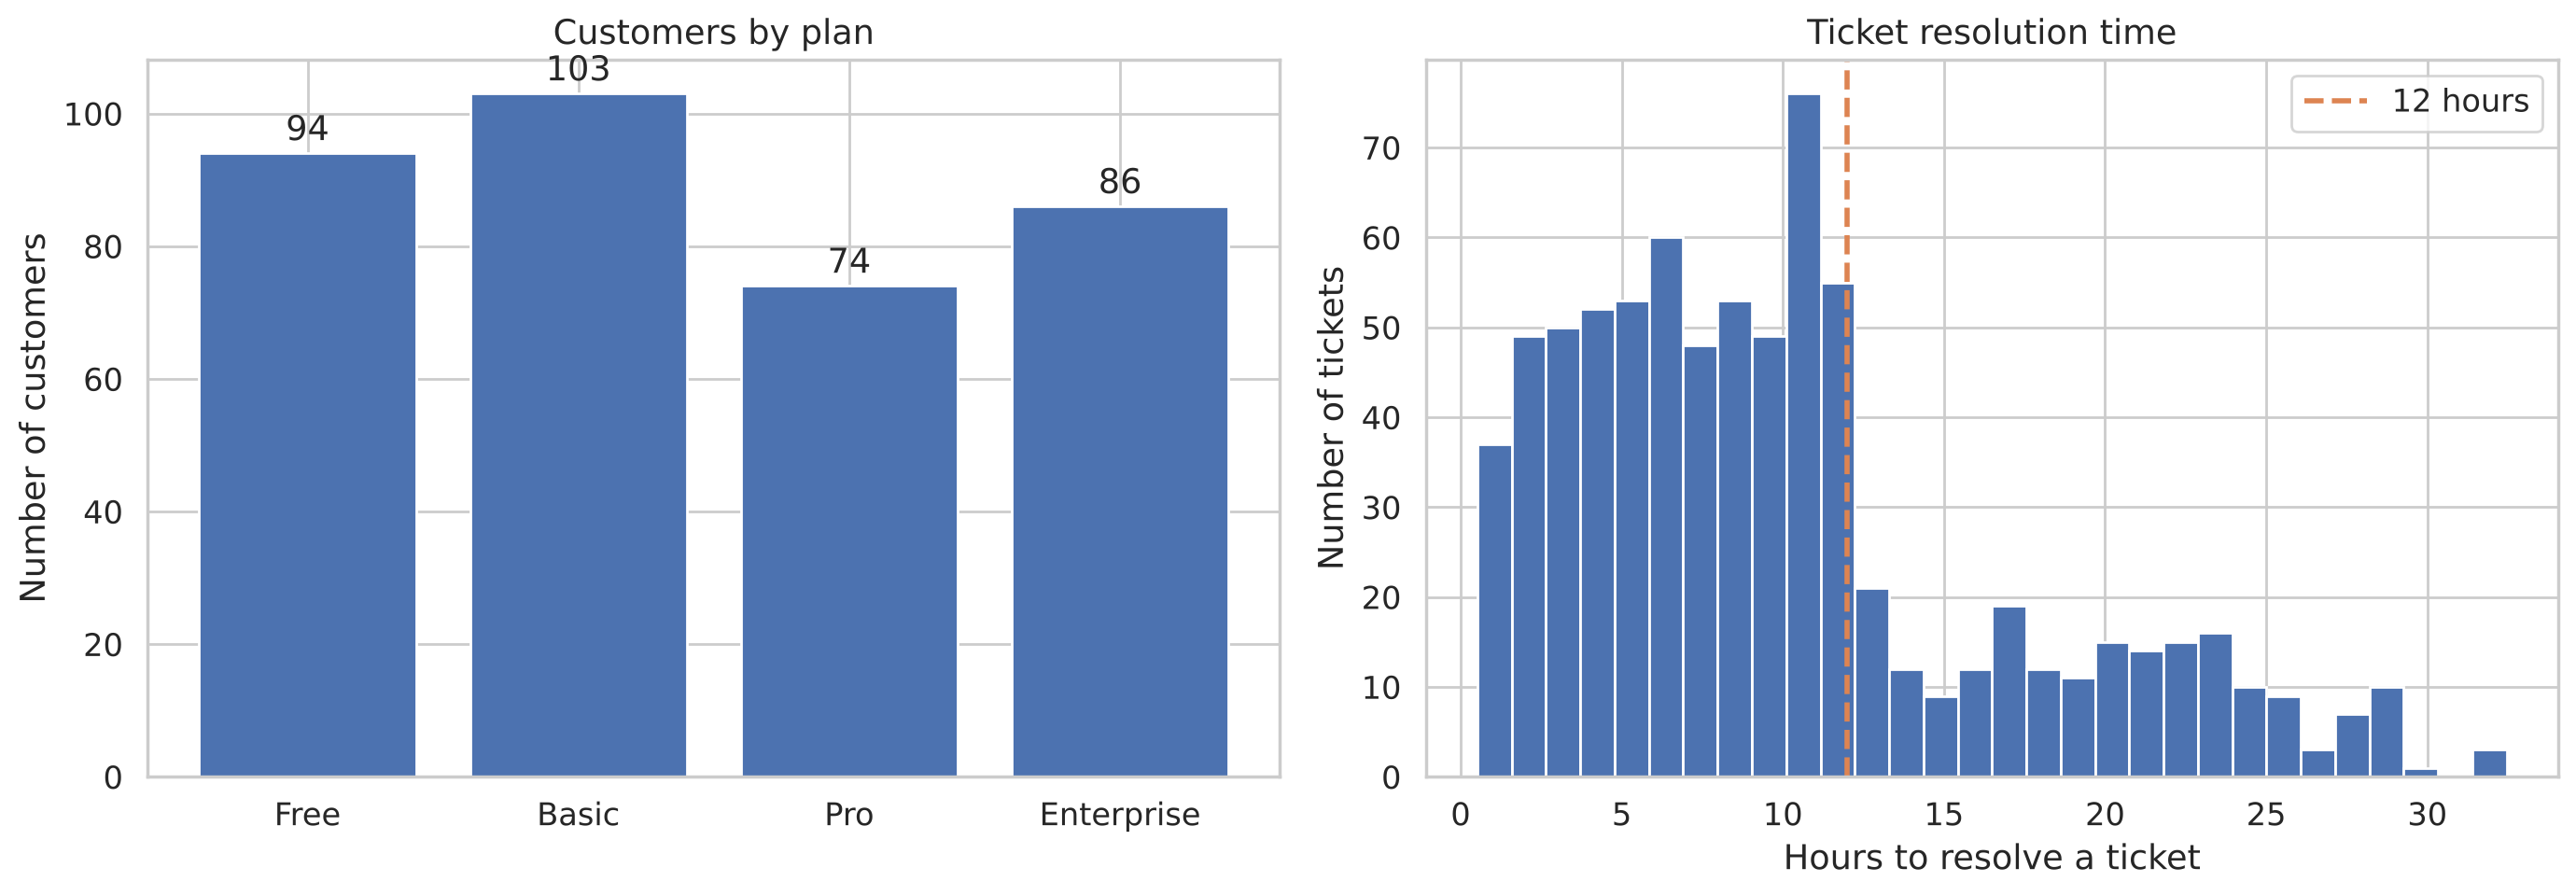 Customers by plan
Number of customers
100
80
60
40
20
0
94
103
74
86
Free Basic Pro Enterprise
Ticket resolution time
12 hours
Number of tickets
70
60
50
40
30
20
10
0
0 5 10 15 20 25 30
Hours to resolve a ticket